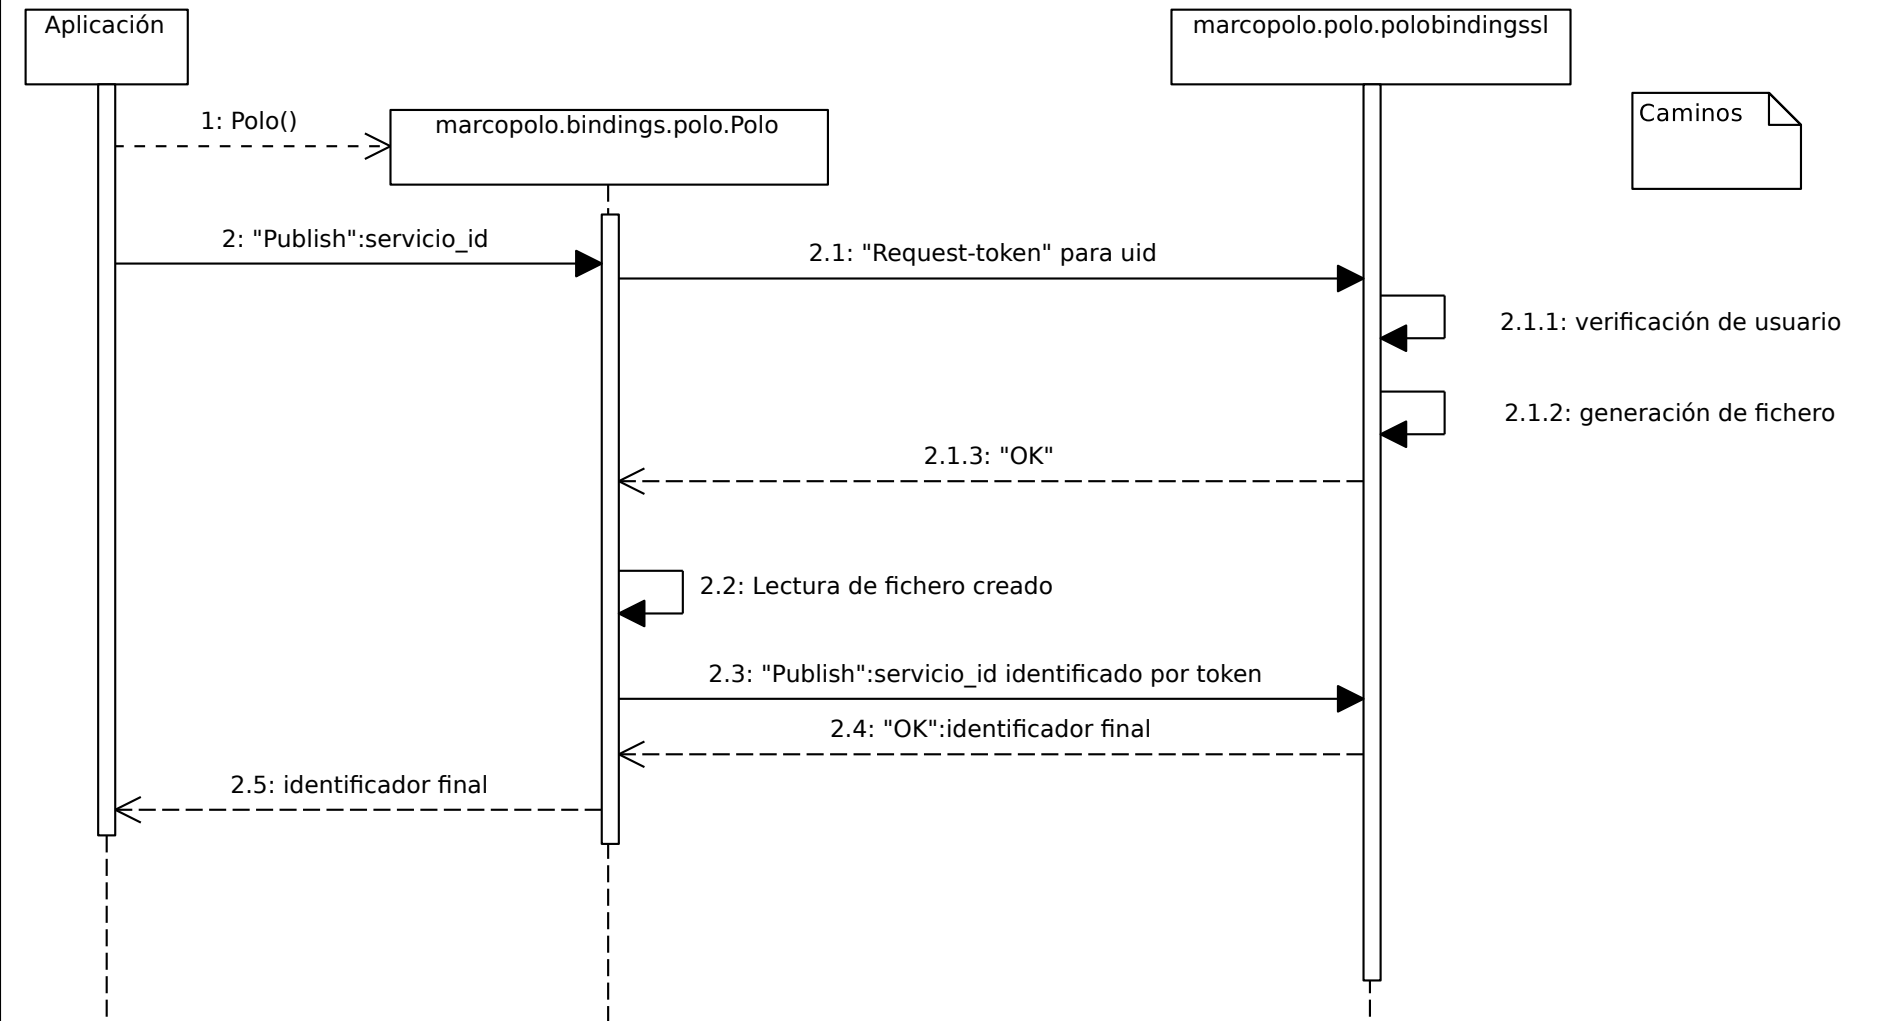 Aplicación
marcopolo.polo.polobindingssl
Caminos
1: Polo()
marcopolo.bindings.polo.Polo
2: "Publish":servicio_id
2.1: "Request-token" para uid
2.1.1: verificación de usuario
2.1.2: generación de fichero
2.1.3: "OK"
2.2: Lectura de fichero creado
2.3: "Publish":servicio_id identificado por token
2.4: "OK":identificador final
2.5: identificador final